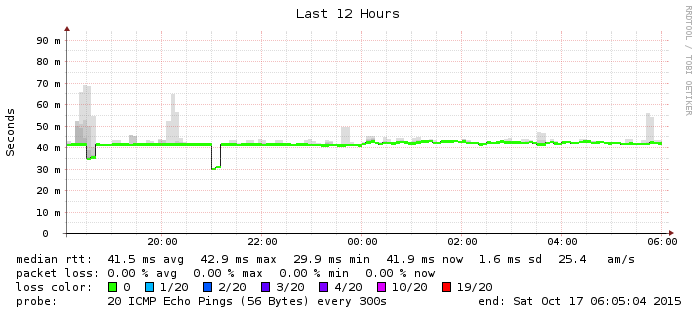 Last 12 Hours
RRDTOOL / TOBI OETIKER
Seconds
90 m
80 m
70 m
60 m
50 m
40 m
30 m
20 m
10 m
0
20:00 22:00 00:00 02:00 04:00 06:00
median rtt: 41.5 ms avg 42.9 ms max 29.9 ms min 41.9 ms now 1.6 ms sd 25.4 am/s
packet loss: 0.00 % avg 0.00 % max 0.00 % min 0.00 % now
loss color: 0 1/20 2/20 3/20 4/20 10/20 19/20
probe: 20 ICMP Echo Pings (56 Bytes) every 300s end: Sat Oct 17 06:05:04 2015